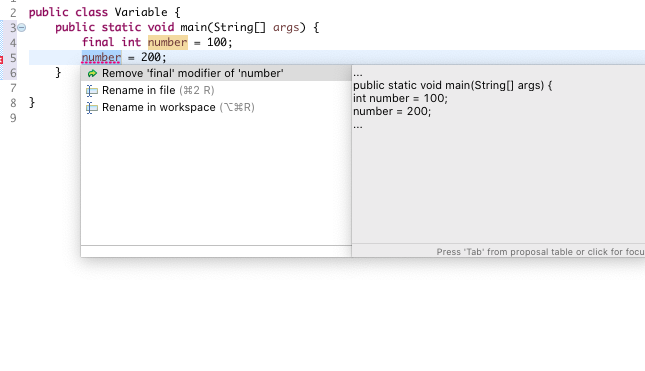 2 public class Variable {
3 public static void main(String[] args) {
4 final int number = 100;
5 number = 200;
6 }
7
8 }
9
Remove 'final' modifier of 'number'
Rename in file (⌘2 R)
Rename in workspace (⌥⌘R)
...
public static void main(String[] args) {
int number = 100;
number = 200;
...
Press 'Tab' from proposal table or click for focu